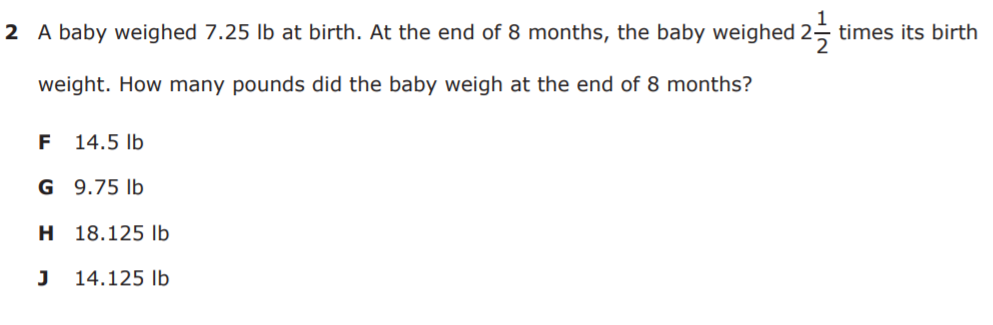 2 A baby weighed 7.25 lb at birth. At the end of 8 months, the baby weighed 2 1/2 times its birth
weight. How many pounds did the baby weigh at the end of 8 months?
F 14.5 lb
G 9.75 lb
H 18.125 lb
J 14.125 lb